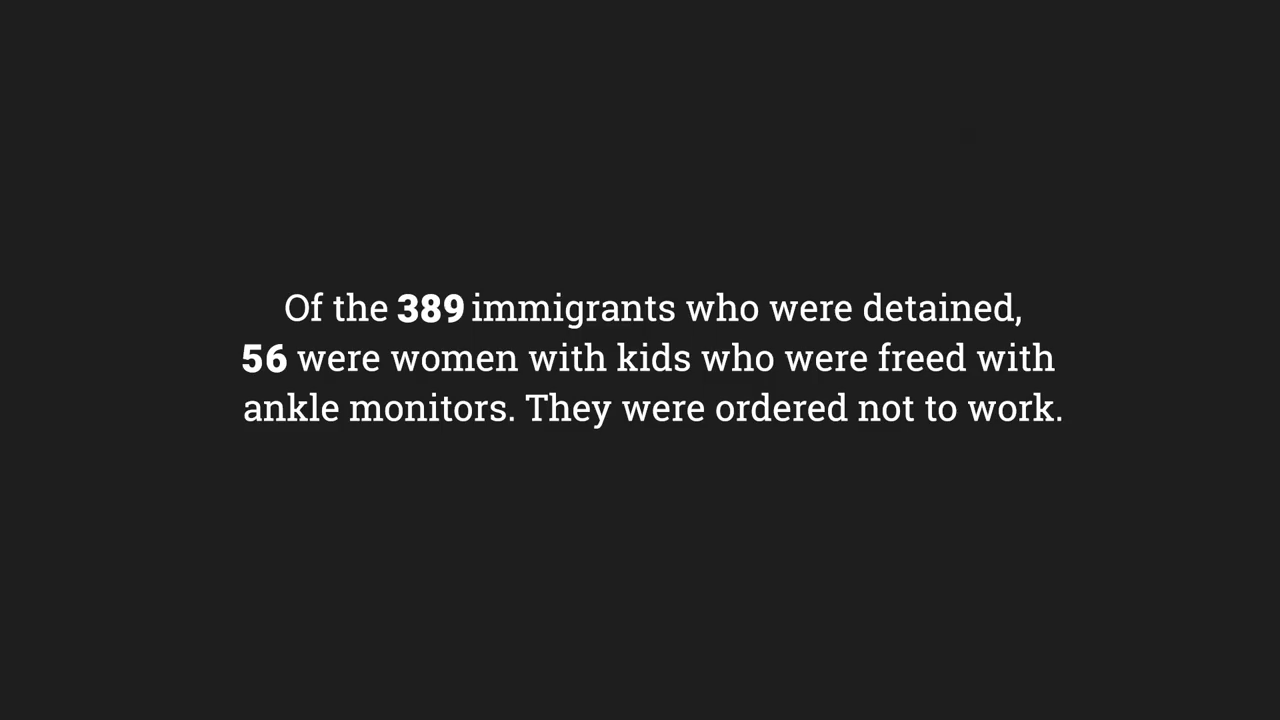 Of the 389 immigrants who were detained,
56 were women with kids who were freed with
ankle monitors. They were ordered not to work.